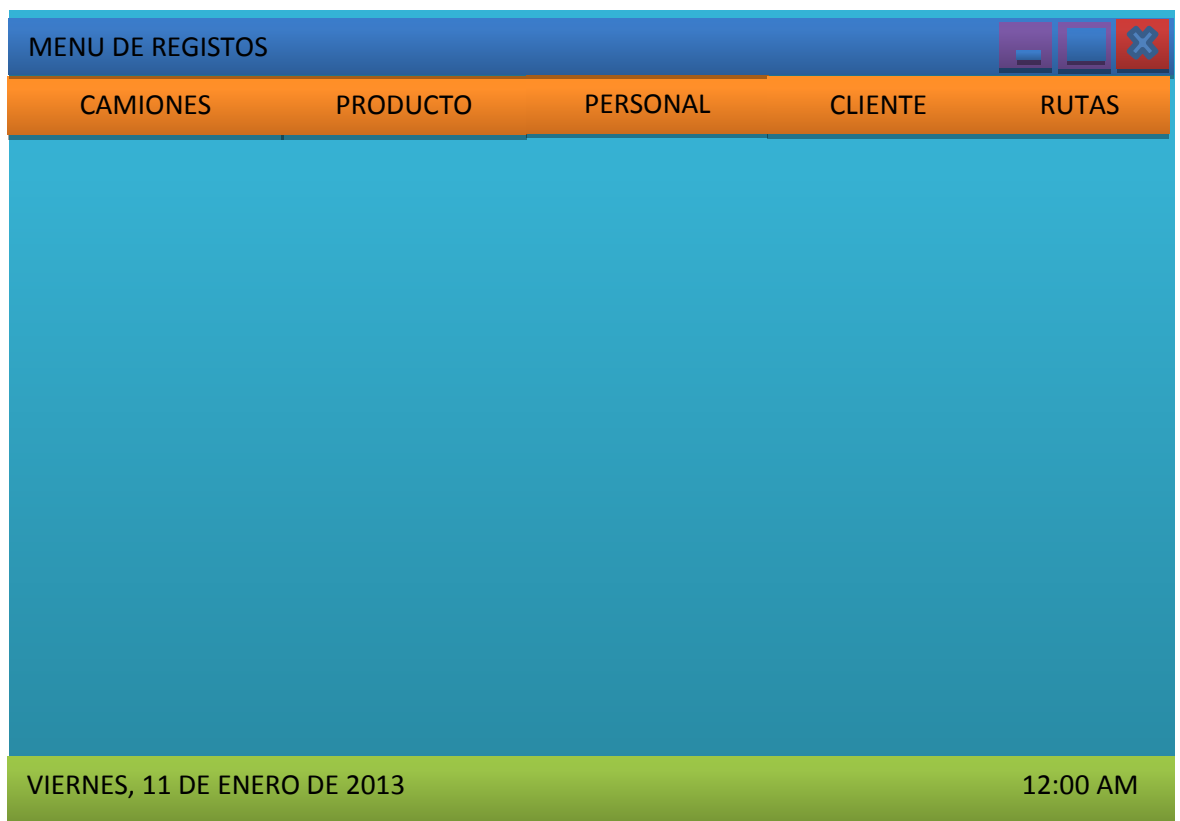 MENU DE REGISTOS
CAMIONES PRODUCTO PERSONAL CLIENTE RUTAS
VIERNES, 11 DE ENERO DE 2013 12:00 AM